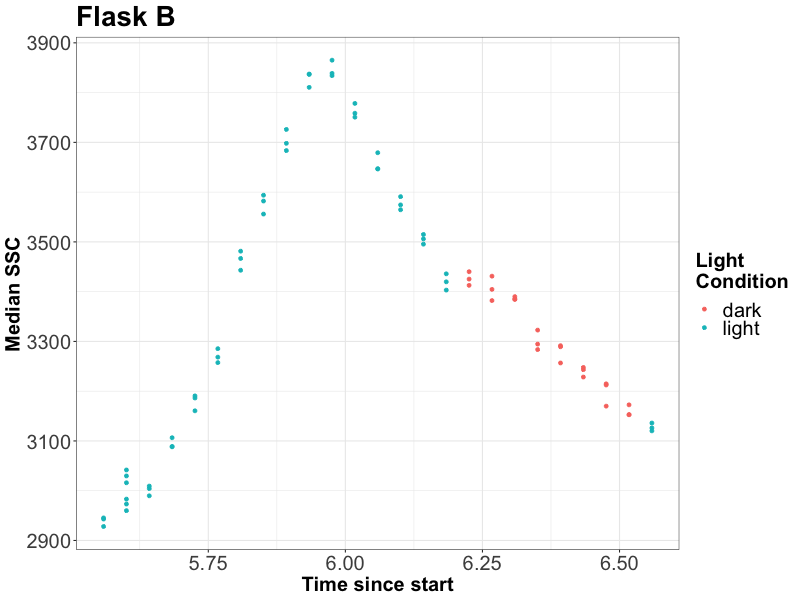 Flask B
3900
3700
3500
3300
3100
2900
Median SSC
5.75 6.00 6.25 6.50
Time since start
Light
Condition
dark
light